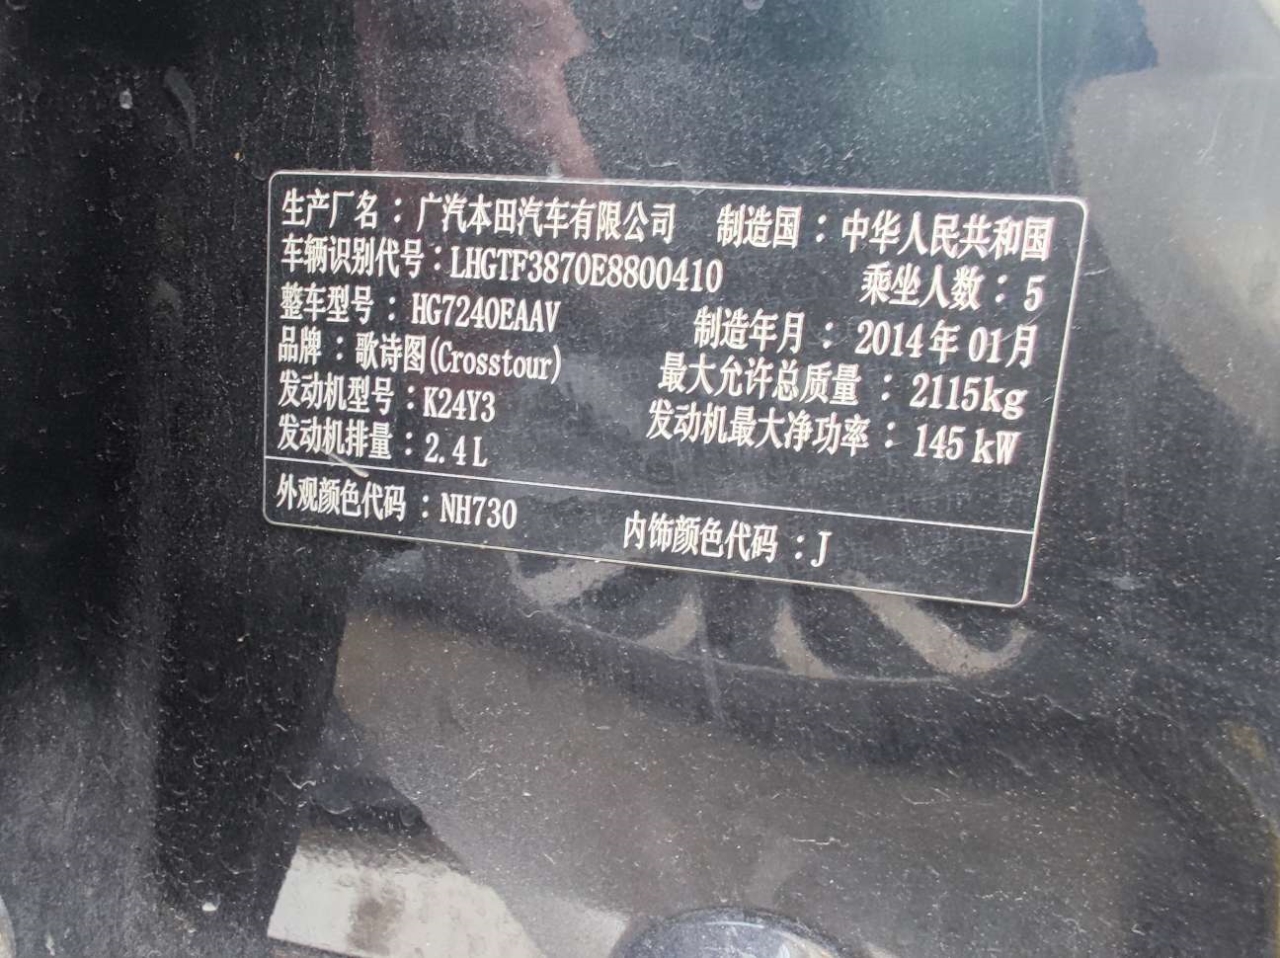 生产厂名：广汽本田汽车有限公司 制造国：中华人民共和国
车辆识别代号：LHGTF3870E8800410 乘坐人数：5
整车型号：HG7240EAAV 制造年月：2014年01月
品牌：歌诗图(Crosstour) 最大允许总质量：2115kg
发动机型号：K24Y3 发动机最大净功率：145kW
发动机排量：2.4L
外观颜色代码：NH730 内饰颜色代码：J